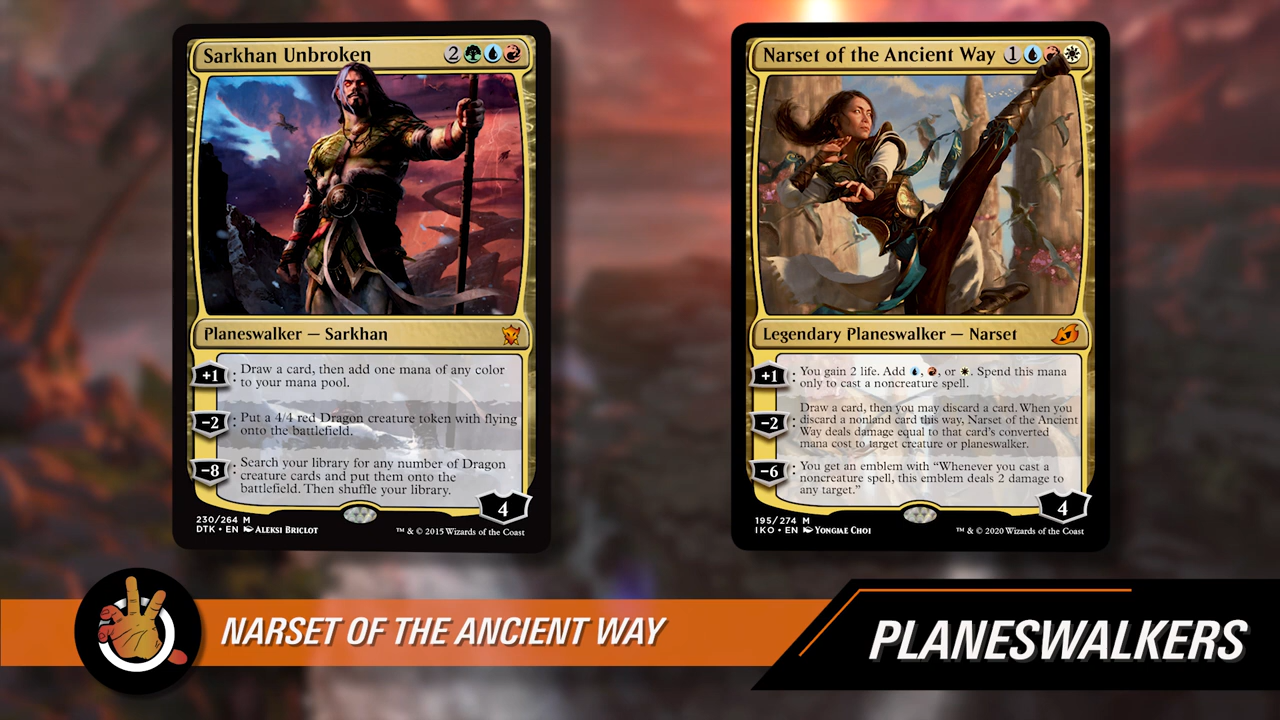 Sarkhan Unbroken 2
Planeswalker — Sarkhan
+1: Draw a card, then add one mana of any color
to your mana pool.
−2: Put a 4/4 red Dragon creature token with flying
onto the battlefield.
−8: Search your library for any number of Dragon
creature cards and put them onto the
battlefield. Then shuffle your library.
4
230/264 M
DTK • EN Aleksi Briclot
™ & © 2015 Wizards of the Coast
Narset of the Ancient Way 1
Legendary Planeswalker — Narset
+1: You gain 2 life. Add , , or . Spend this mana
only to cast a noncreature spell.
−2: Draw a card, then you may discard a card. When you
discard a nonland card this way, Narset of the Ancient
Way deals damage equal to that card's converted
mana cost to target creature or planeswalker.
−6: You get an emblem with “Whenever you cast a
noncreature spell, this emblem deals 2 damage to
any target.”
4
195/274 M
IKO • EN Yongjae Choi
™ & © 2020 Wizards of the Coast
NARSET OF THE ANCIENT WAY
PLANESWALKERS